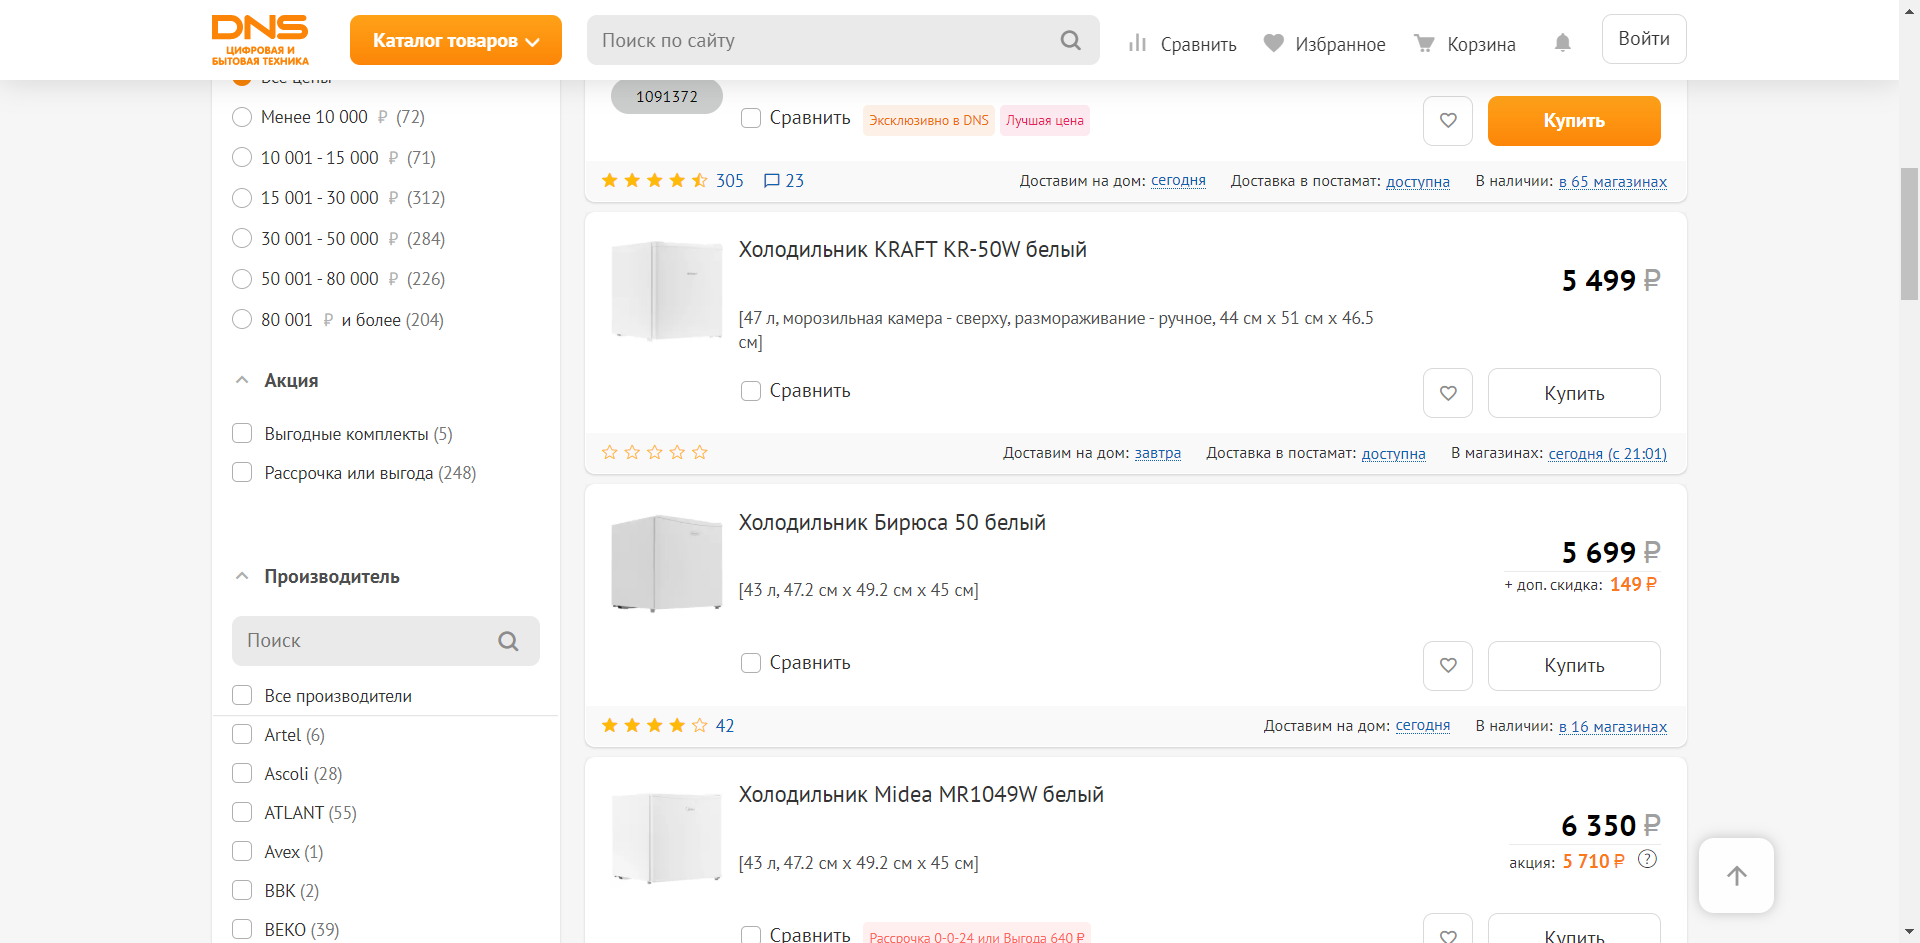 DNS
ЦИФРОВАЯ И
БЫТОВАЯ ТЕХНИКА
Каталог товаров
Поиск по сайту
Сравнить
Избранное
Корзина
Войти
Все цены
Менее 10 000 ₽ (72)
10 001 - 15 000 ₽ (71)
15 001 - 30 000 ₽ (312)
30 001 - 50 000 ₽ (284)
50 001 - 80 000 ₽ (226)
80 001 ₽ и более (204)
Акция
Выгодные комплекты (5)
Рассрочка или выгода (248)
Производитель
Поиск
Все производители
Artel (6)
Ascoli (28)
ATLANT (55)
Avex (1)
BBK (2)
BEKO (39)
1091372
Сравнить
Эксклюзивно в DNS
Лучшая цена
Купить
305
23
Доставим на дом: сегодня
Доставка в постамат: доступна
В наличии: в 65 магазинах
Холодильник KRAFT KR-50W белый
5 499 ₽
[47 л, морозильная камера - сверху, размораживание - ручное, 44 см x 51 см x 46.5
см]
Сравнить
Купить
Доставим на дом: завтра
Доставка в постамат: доступна
В магазинах: сегодня (с 21:01)
Холодильник Бирюса 50 белый
5 699 ₽
+ доп. скидка: 149 ₽
[43 л, 47.2 см x 49.2 см x 45 см]
Сравнить
Купить
42
Доставим на дом: сегодня
В наличии: в 16 магазинах
Холодильник Midea MR1049W белый
6 350 ₽
акция: 5 710 ₽ ?
[43 л, 47.2 см x 49.2 см x 45 см]
Сравнить
Рассрочка 0-0-24 или Выгода 640 ₽
Купить